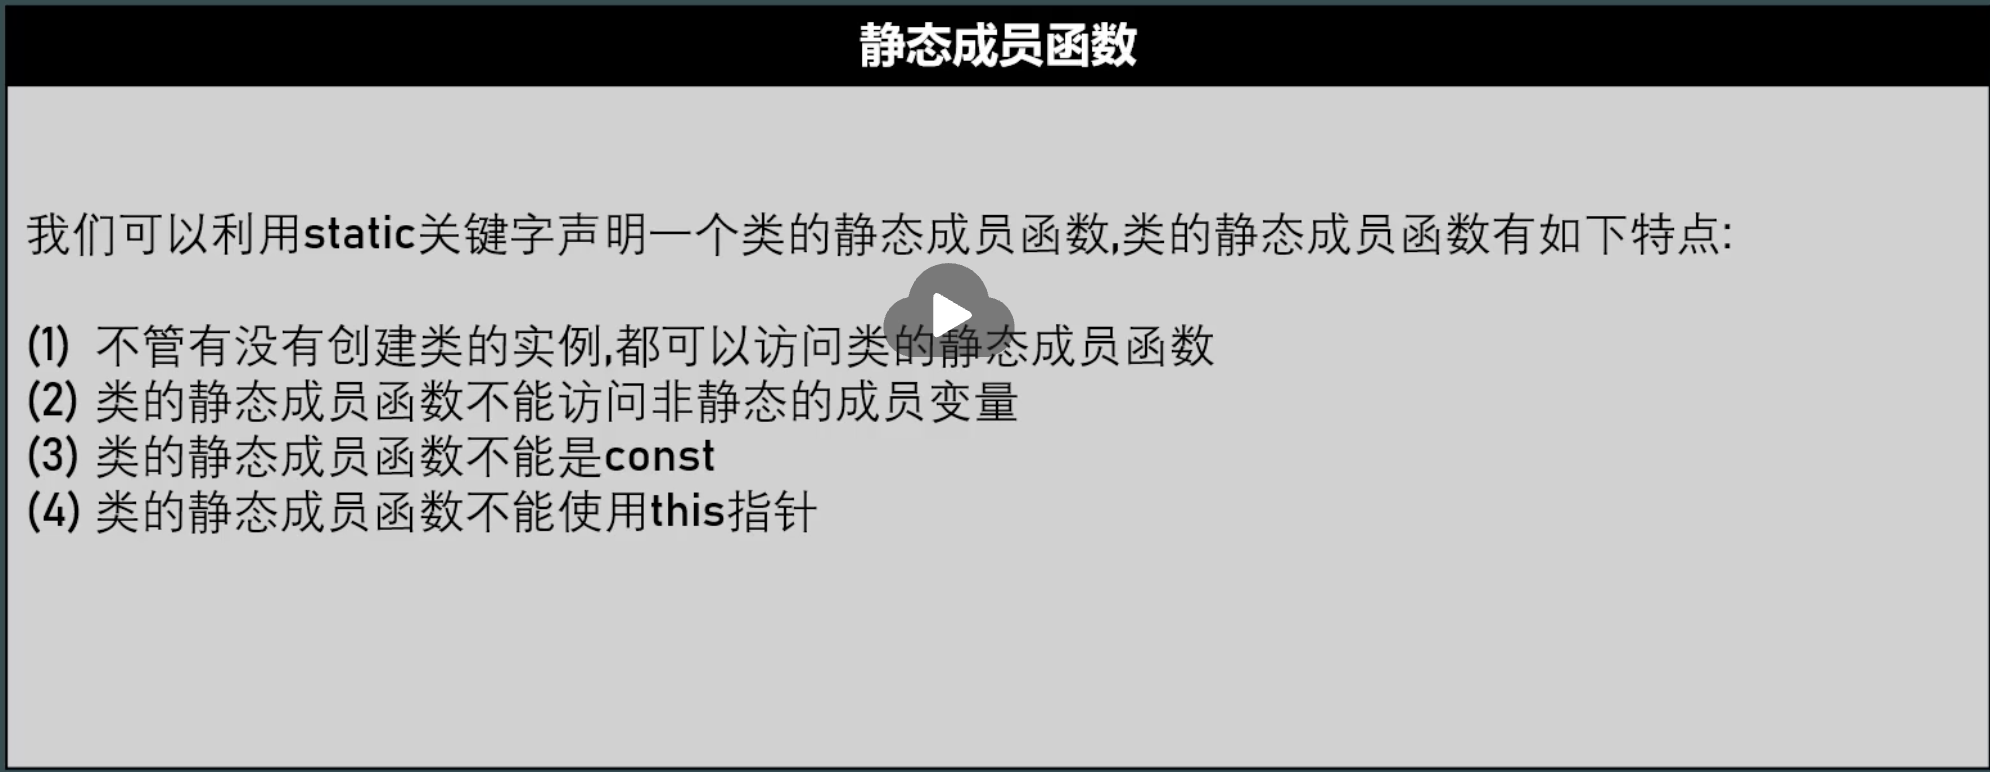 静态成员函数
我们可以利用static关键字声明一个类的静态成员函数,类的静态成员函数有如下特点:
(1) 不管有没有创建类的实例,都可以访问类的静态成员函数
(2) 类的静态成员函数不能访问非静态的成员变量
(3) 类的静态成员函数不能是const
(4) 类的静态成员函数不能使用this指针